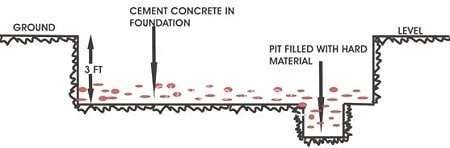 CEMENT CONCRETE IN
FOUNDATION
GROUND
LEVEL
PIT FILLED WITH HARD
MATERIAL
3 FT